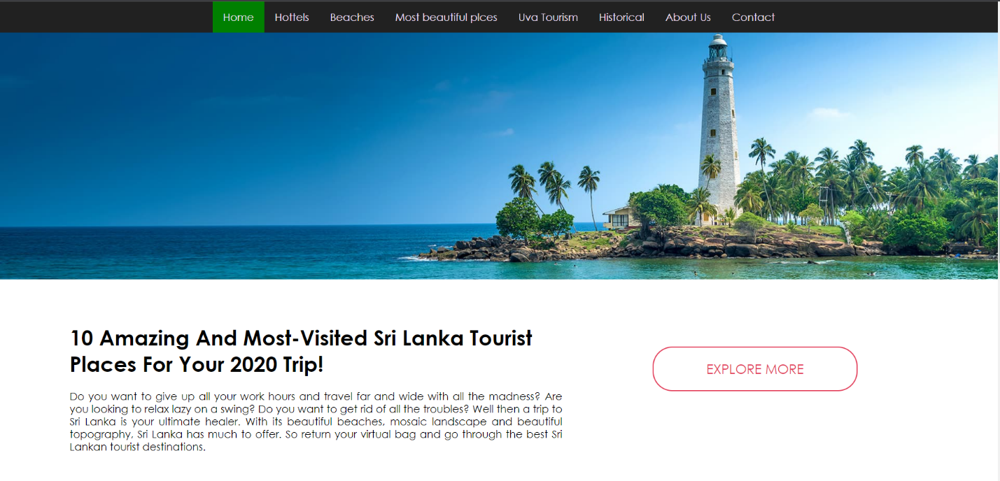 Home Hottels Beaches Most beautiful plces Uva Tourism Historical About Us Contact
10 Amazing And Most-Visited Sri Lanka Tourist
Places For Your 2020 Trip!
EXPLORE MORE
Do you want to give up all your work hours and travel far and wide with all the madness? Are
you looking to relax lazy on a swing? Do you want to get rid of all the troubles? Well then a trip to
Sri Lanka is your ultimate healer. With its beautiful beaches, mosaic landscape and beautiful
topography, Sri Lanka has much to offer. So return your virtual bag and go through the best Sri
Lankan tourist destinations.